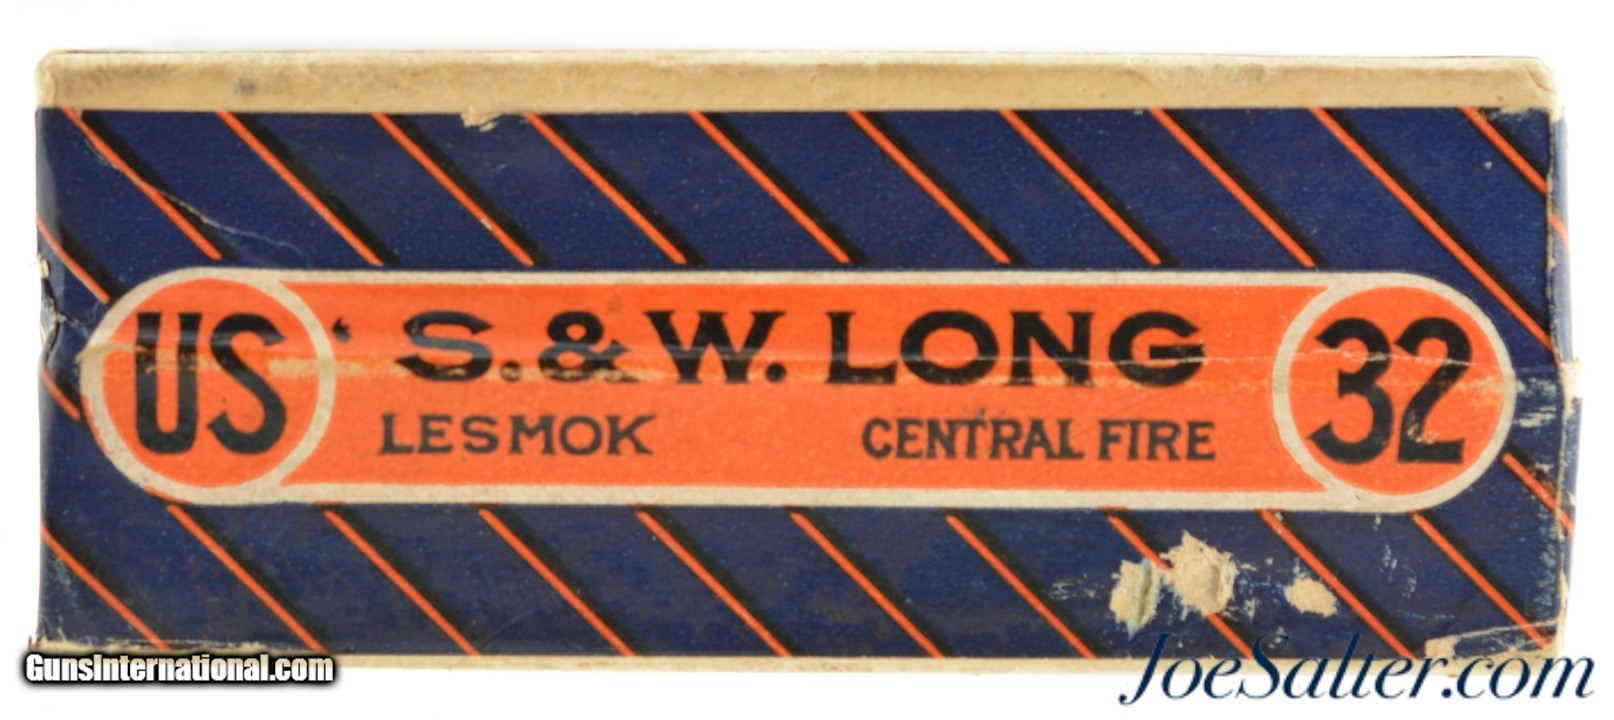 US S. & W. LONG 32
LESMOK CENTRAL FIRE
GunsInternational.com
JoeSalter.com